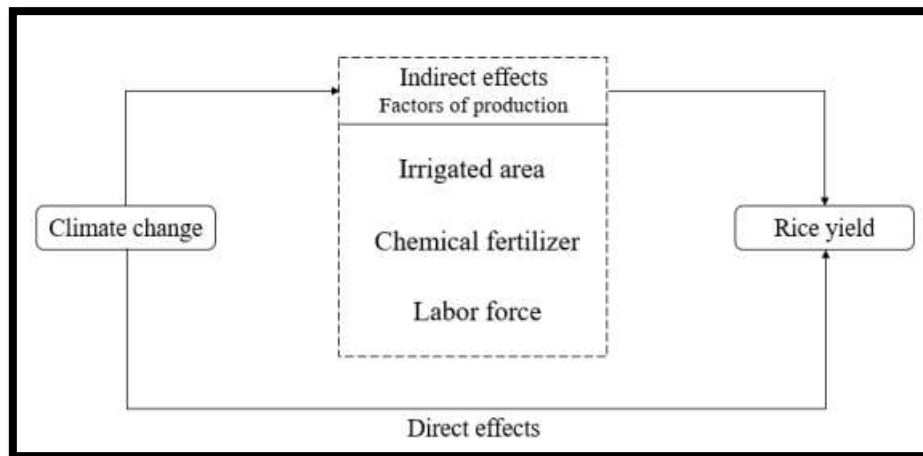 Indirect effects
Factors of production
Irrigated area
Climate change
Rice yield
Chemical fertilizer
Labor force
Direct effects